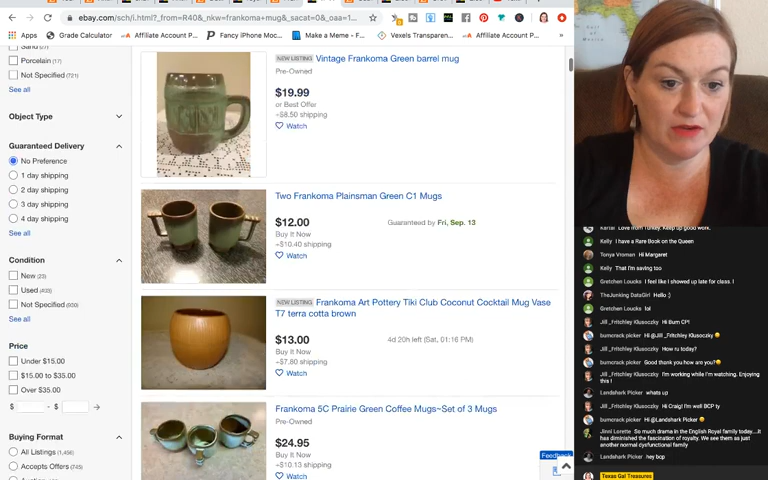 ebay.com/sch/i.html?_from=R40&_nkw=frankoma+mug&_sacat=0&_oaa=1...
Apps
Grade Calculator
Affiliate Account P...
Fancy iPhone Moc...
Make a Meme - F...
Vexels Transparen...
Affiliate Account P...
Porcelain (17)
Not Specified (721)
See all
Object Type
Guaranteed Delivery
No Preference
1 day shipping
2 day shipping
3 day shipping
4 day shipping
See all
Condition
New (23)
Used (403)
Not Specified (930)
See all
Price
Under $15.00
$15.00 to $35.00
Over $35.00
$ - $
Buying Format
All Listings (1,456)
Accepts Offers (745)
NEW LISTING Vintage Frankoma Green barrel mug
Pre-Owned
$19.99
or Best Offer
+$8.50 shipping
Watch
Two Frankoma Plainsman Green C1 Mugs
$12.00
Buy It Now
+$10.40 shipping
Watch
Guaranteed by Fri, Sep. 13
NEW LISTING Frankoma Art Pottery Tiki Club Coconut Cocktail Mug Vase
T7 terra cotta brown
$13.00
Buy It Now
+$7.80 shipping
Watch
4d 20h left (Sat, 01:16 PM)
Frankoma 5C Prairie Green Coffee Mugs~Set of 3 Mugs
Pre-Owned
$24.95
Buy It Now
+$10.13 shipping
Watch
Feedback
Love from Turkey. Keep up good work.
Kelly I have a Rare Book on the Queen
Tonya Vroman Hi Margaret
Kelly That I'm saving too
Gretchen Loucks I feel like I showed up late for class. I
TheJunking DataGirl Hello :)
Gretchen Loucks lol
Jill _Fritchley Klusoczky Hi Bum CP!
bumcrack picker Hi @Jill _Fritchley Klusoczky
Jill _Fritchley Klusoczky How ru today?
bumcrack picker Good thank you how are you?
Jill _Fritchley Klusoczky I'm working while I'm watching. Enjoying
this !
Landshark Picker whats up
Jill _Fritchley Klusoczky Hi Craig! I'm well BCP ty
bumcrack picker Hi @Landshark Picker
Jinni Lorette So much drama in the English Royal family today....it
has diminished the fascination of royalty. We see them as just
another normal dysfunctional family
Landshark Picker hey bcp
Texas Gal Treasures